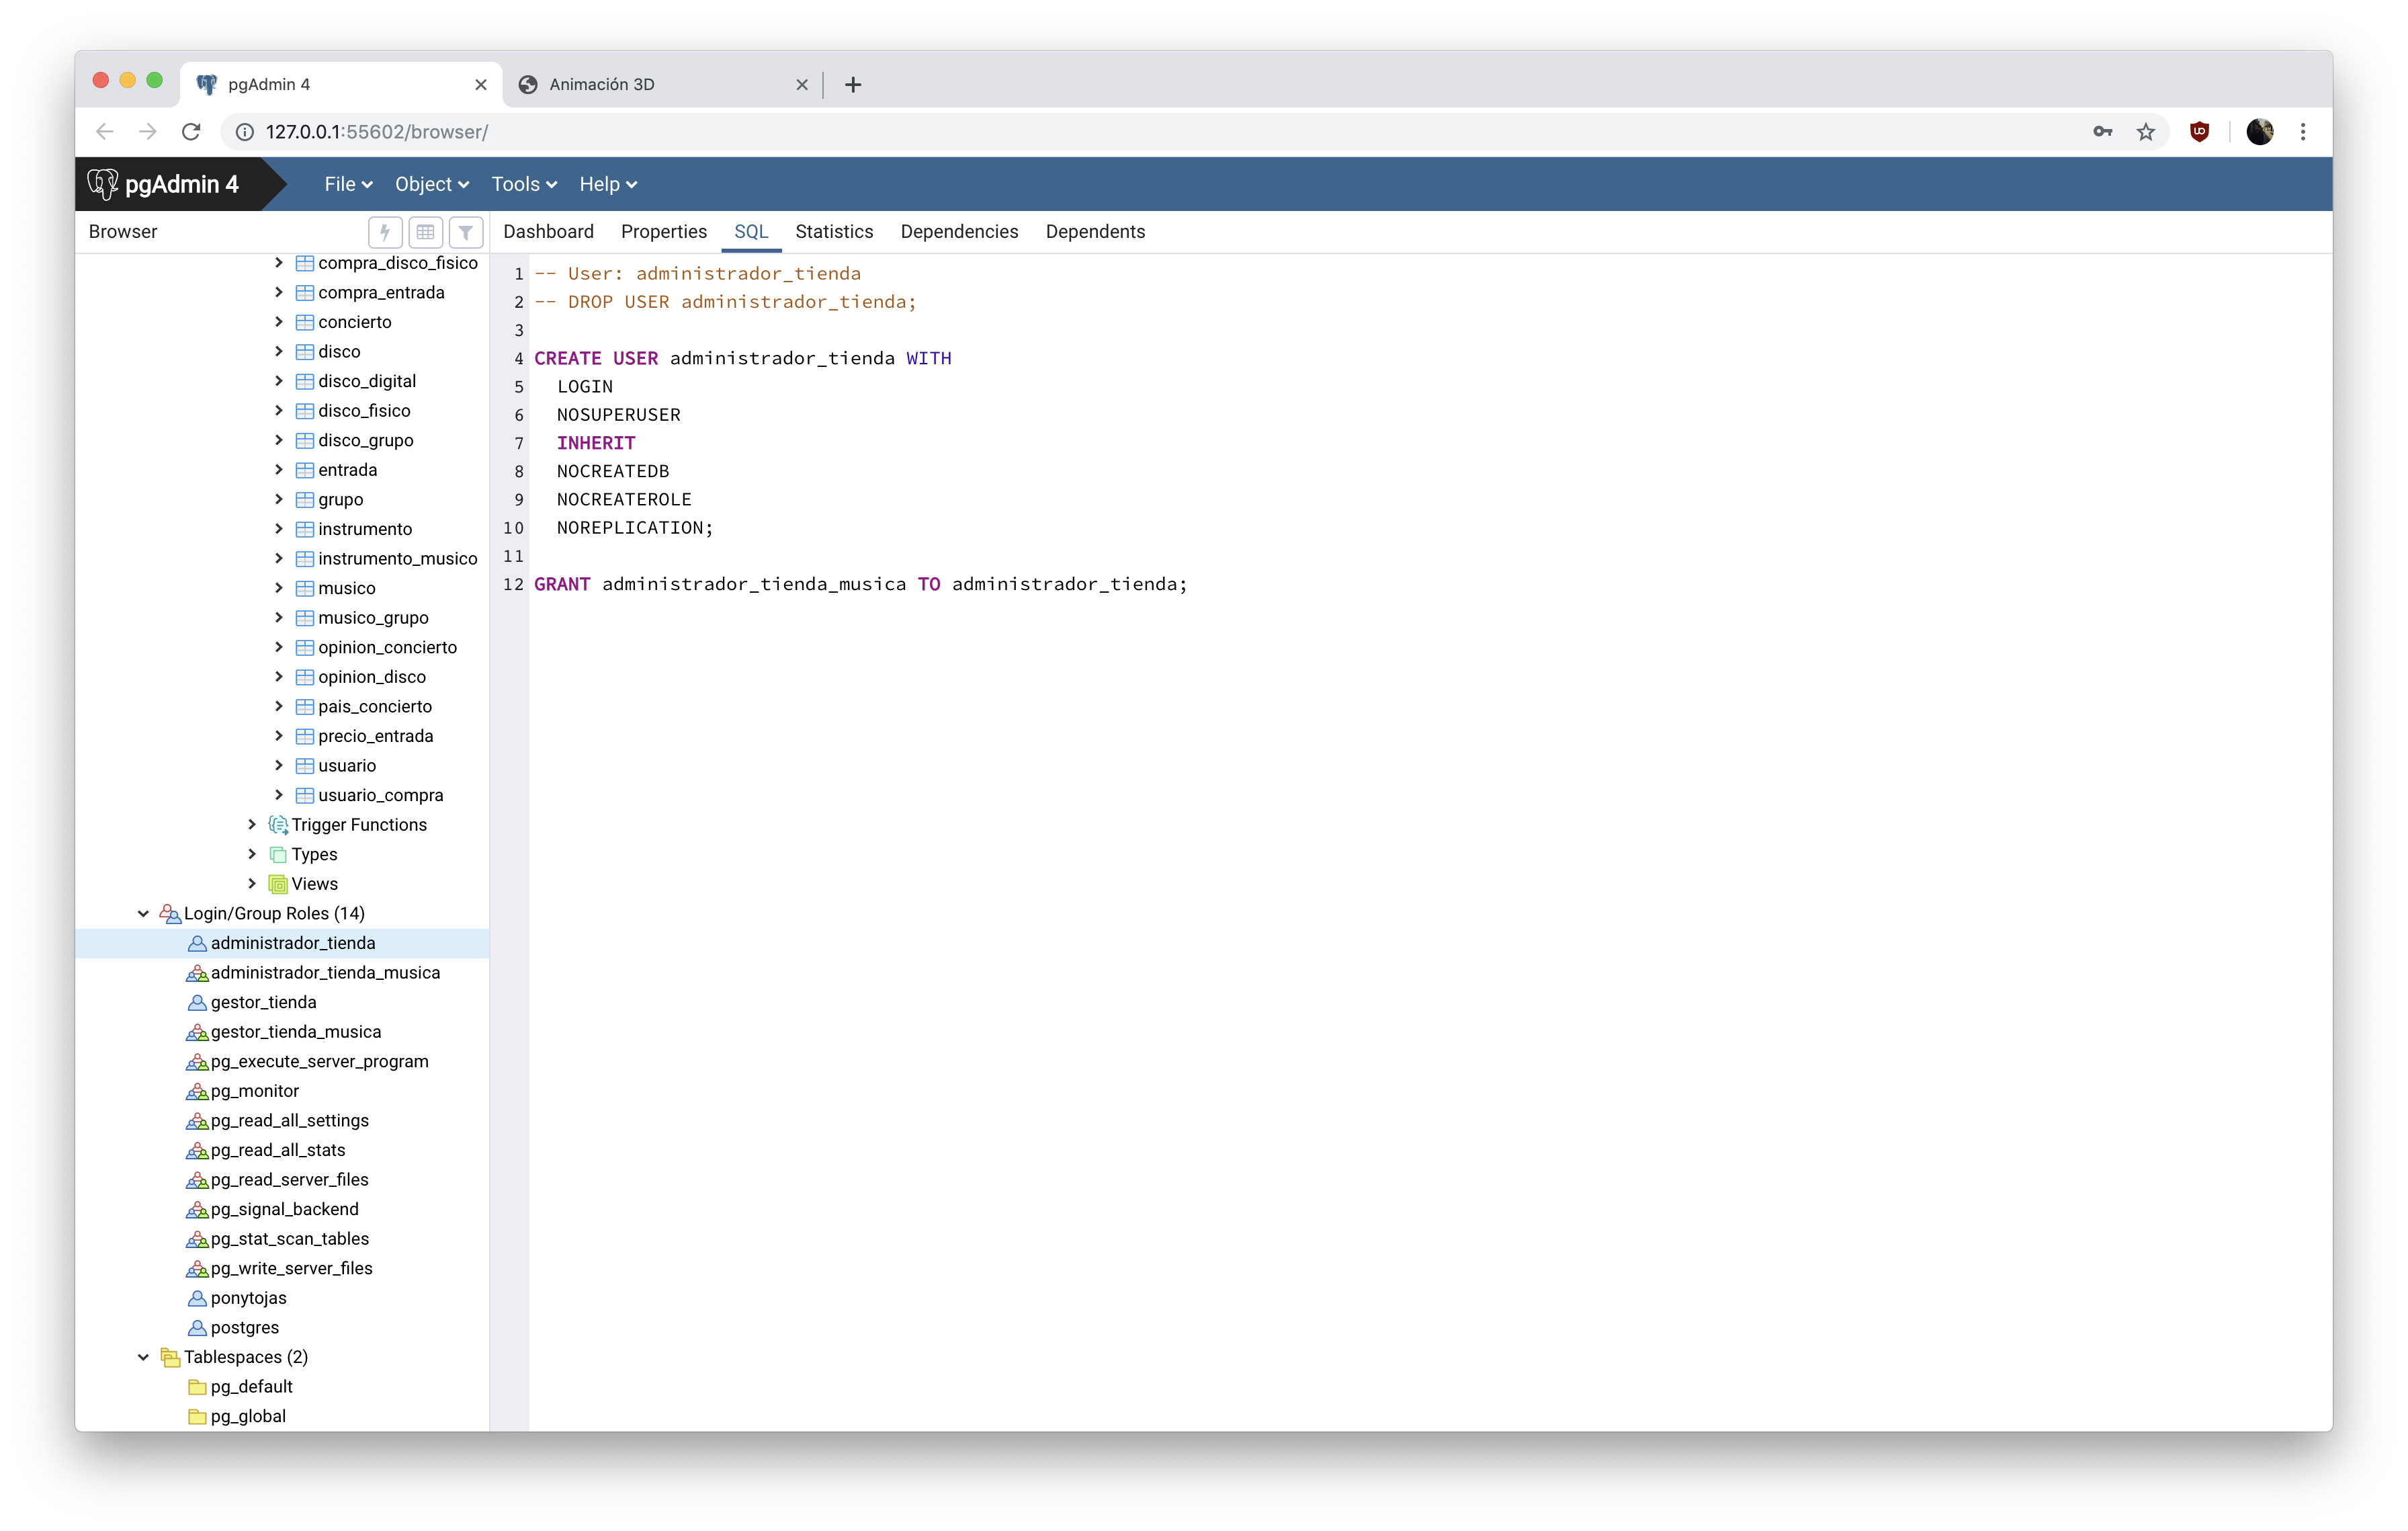 pgAdmin 4
Animación 3D
127.0.0.1:55602/browser/
pgAdmin 4
File
Object
Tools
Help
Browser
Dashboard
Properties
SQL
Statistics
Dependencies
Dependents
compra_disco_fisico
compra_entrada
concierto
disco
disco_digital
disco_fisico
disco_grupo
entrada
grupo
instrumento
instrumento_musico
musico
musico_grupo
opinion_concierto
opinion_disco
pais_concierto
precio_entrada
usuario
usuario_compra
Trigger Functions
Types
Views
Login/Group Roles (14)
administrador_tienda
administrador_tienda_musica
gestor_tienda
gestor_tienda_musica
pg_execute_server_program
pg_monitor
pg_read_all_settings
pg_read_all_stats
pg_read_server_files
pg_signal_backend
pg_stat_scan_tables
pg_write_server_files
ponytojas
postgres
Tablespaces (2)
pg_default
pg_global
1 -- User: administrador_tienda
2 -- DROP USER administrador_tienda;
3
4 CREATE USER administrador_tienda WITH
5 LOGIN
6 NOSUPERUSER
7 INHERIT
8 NOCREATEDB
9 NOCREATEROLE
10 NOREPLICATION;
11
12 GRANT administrador_tienda_musica TO administrador_tienda;